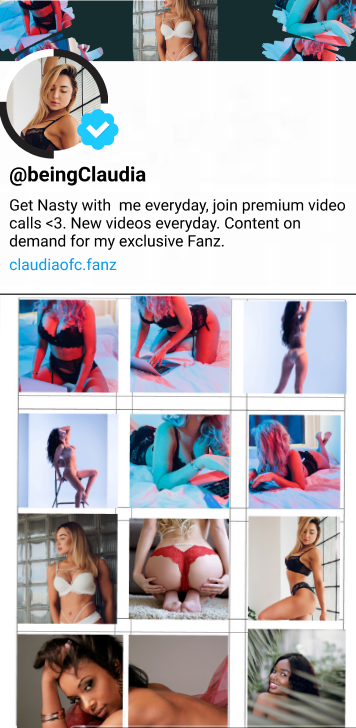 @beingClaudia
Get Nasty with me everyday, join premium video
calls <3. New videos everyday. Content on
demand for my exclusive Fanz.
claudiaofc.fanz